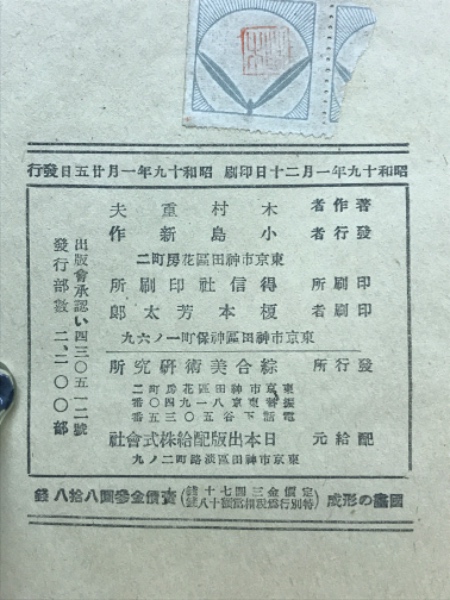 昭和十九年一月二十日印刷 昭和十九年一月廿五日發行
著作者 木村重夫
發行者 小島新作
東京市神田區花房町二
印刷所 得信社印刷所
印刷者 榎本芳太郎
東京市神田區神保町一ノ六九
發行所 綜合美術硏究所
東京市神田區花房町二
振替東京八一九四〇番
電話下谷五〇三五番
配給元 日本出版配給株式會社
東京市神田區淡路町二ノ九
出版會承認い四三〇五一二號
發行部數 二、二〇〇部
國畫の形成
定價金三圓七十錢
特別行爲税相當額十八錢
賣價金參圓八拾八錢